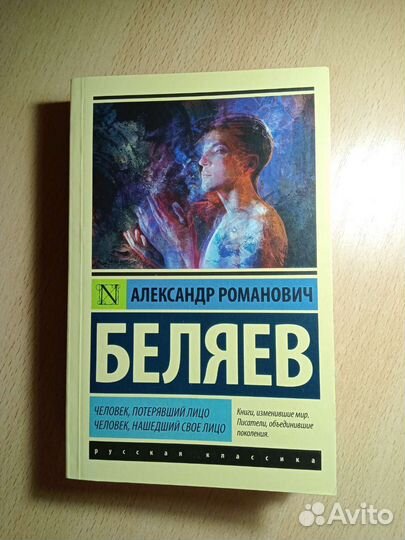 N
АЛЕКСАНДР РОМАНОВИЧ
БЕЛЯЕВ
ЧЕЛОВЕК, ПОТЕРЯВШИЙ ЛИЦО
ЧЕЛОВЕК, НАШЕДШИЙ СВОЕ ЛИЦО
Книги, изменившие мир.
Писатели, объединившие
поколения.
русская классика
Avito